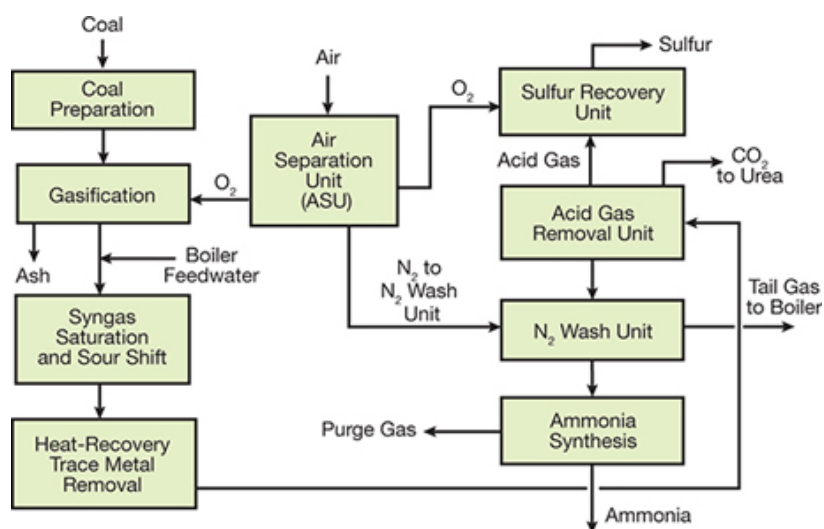 Coal
Coal
Preparation
Gasification
Ash
Boiler
Feedwater
Syngas
Saturation
and Sour Shift
Heat-Recovery
Trace Metal
Removal
Air
Air
Separation
Unit
(ASU)
O₂
O₂
N₂ to
N₂ Wash
Unit
Sulfur
Sulfur Recovery
Unit
Acid Gas
CO₂
to Urea
Acid Gas
Removal Unit
Tail Gas
to Boiler
N₂ Wash Unit
Ammonia
Synthesis
Purge Gas
Ammonia